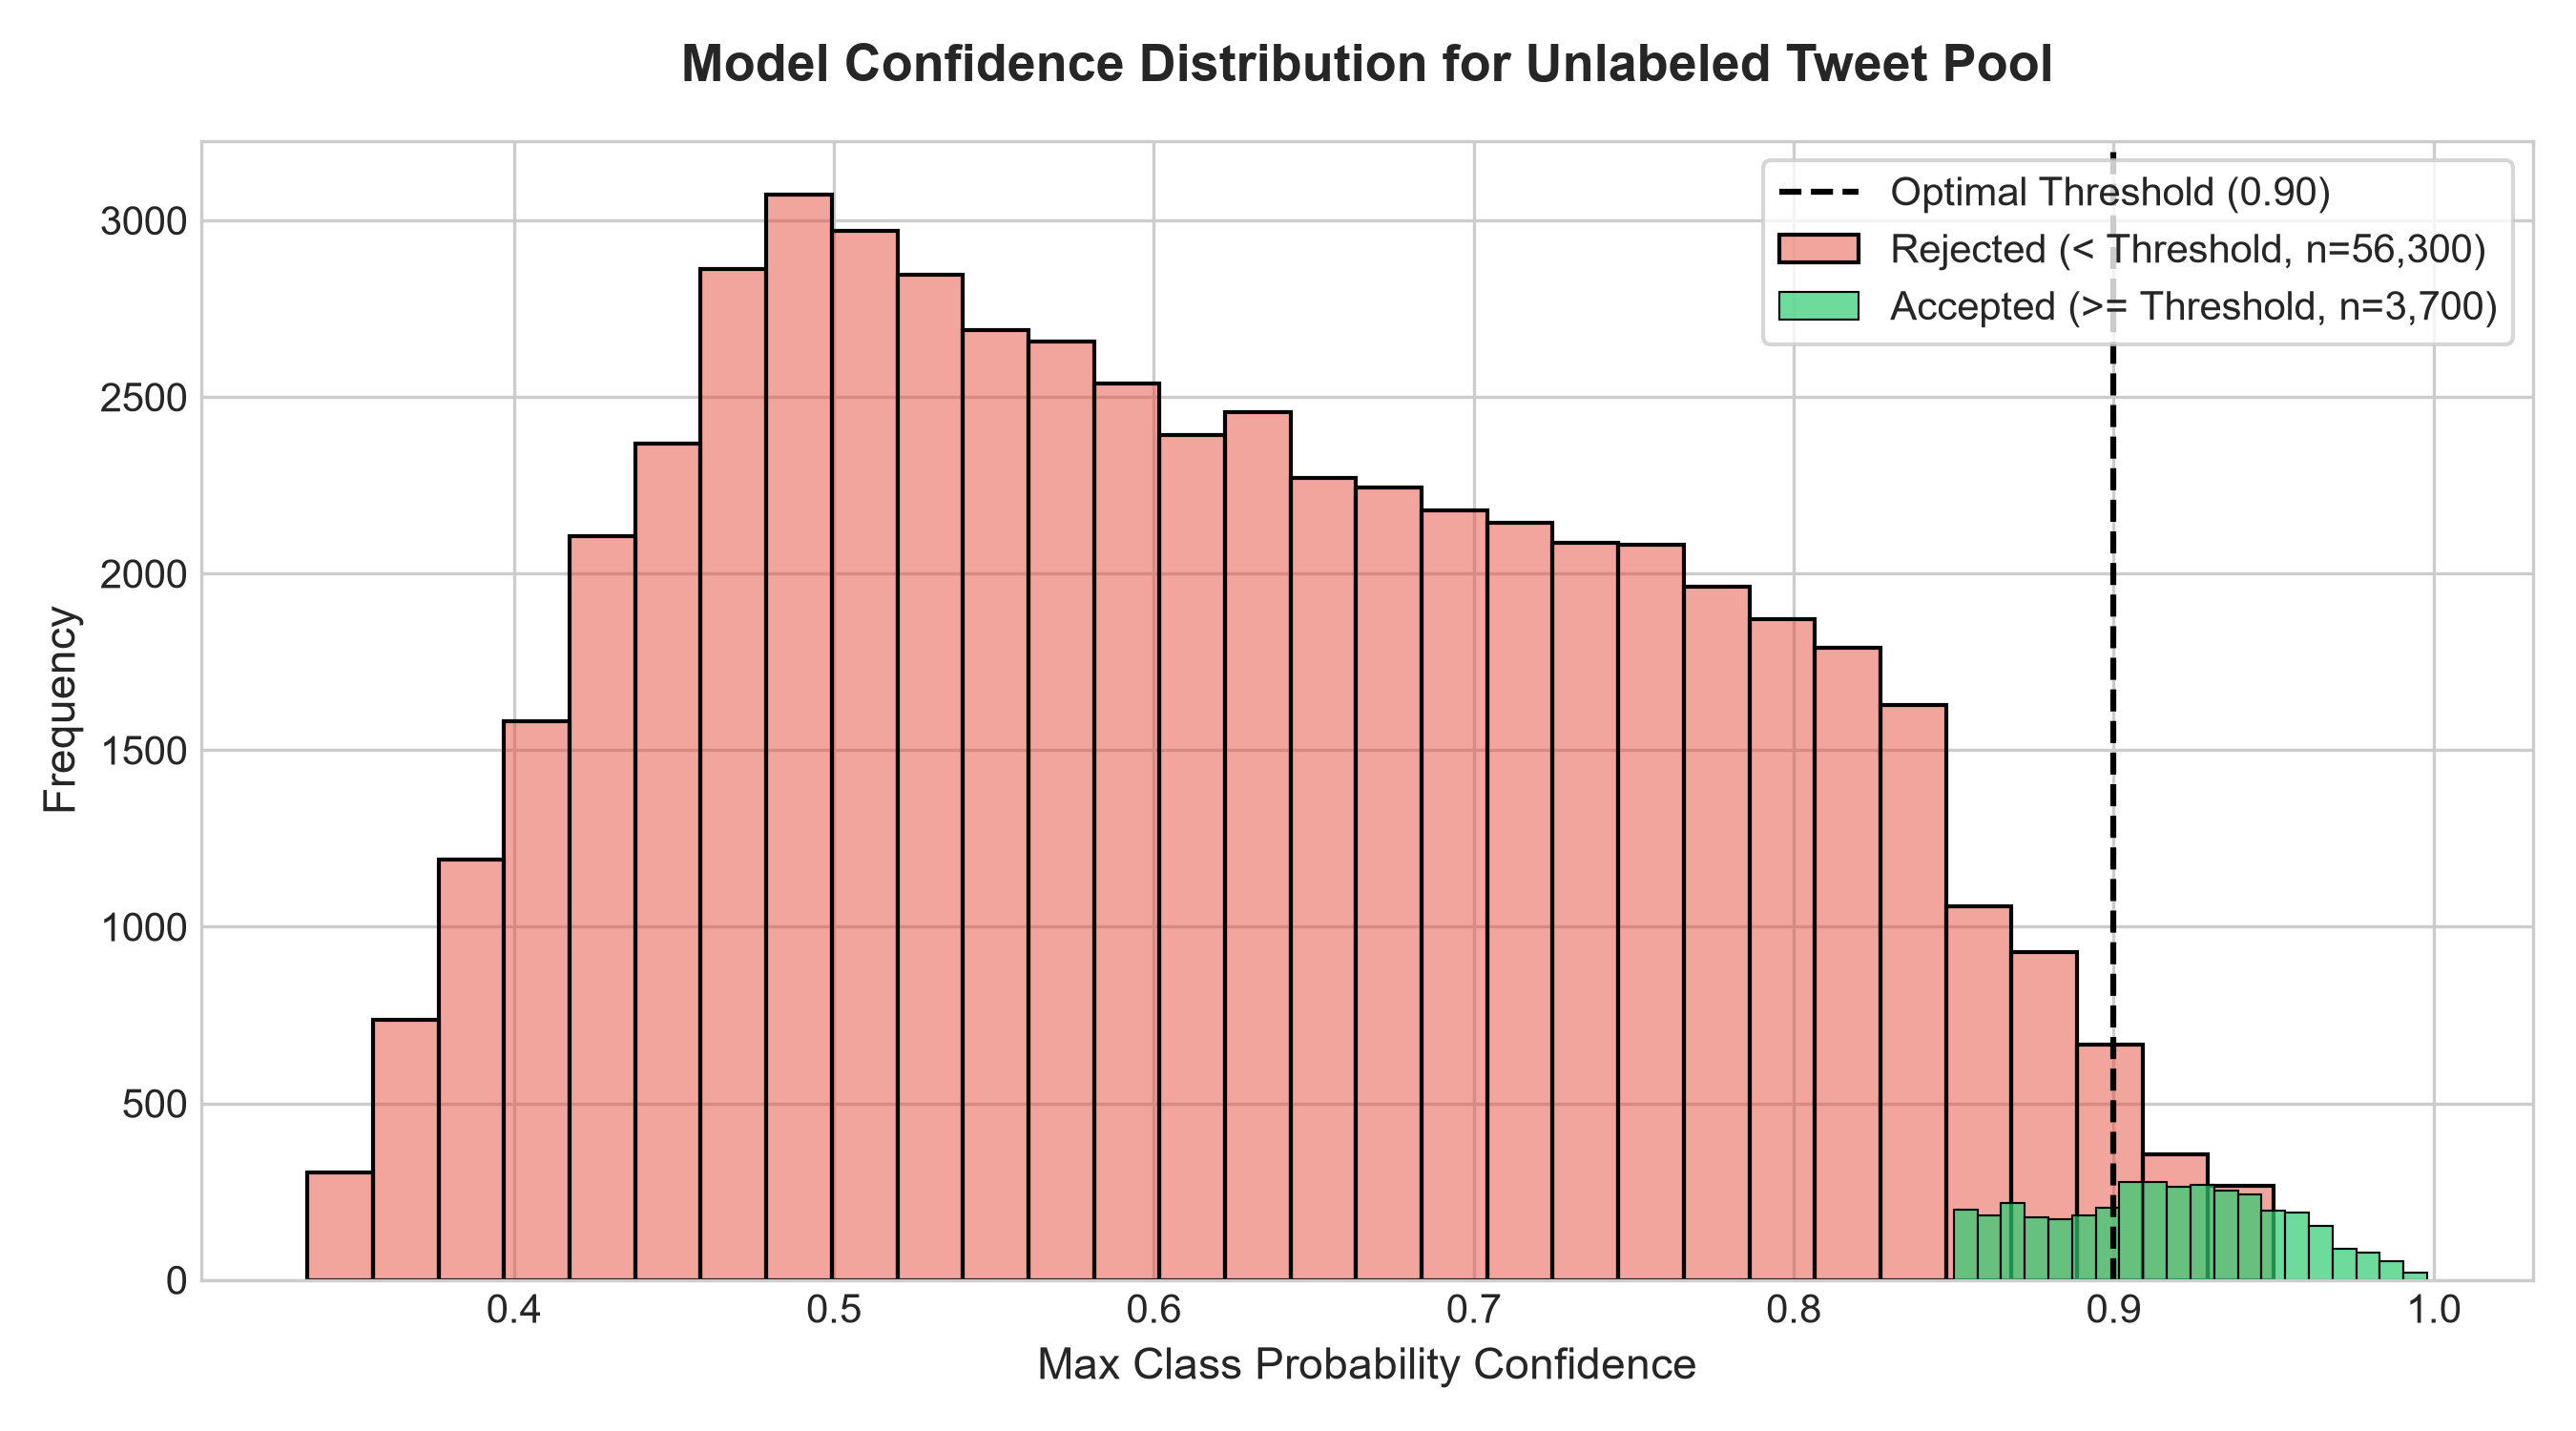 Model Confidence Distribution for Unlabeled Tweet Pool
Optimal Threshold (0.90)
Rejected (< Threshold, n=56,300)
Accepted (>= Threshold, n=3,700)
Frequency
3000
2500
2000
1500
1000
500
0
0.4 0.5 0.6 0.7 0.8 0.9 1.0
Max Class Probability Confidence